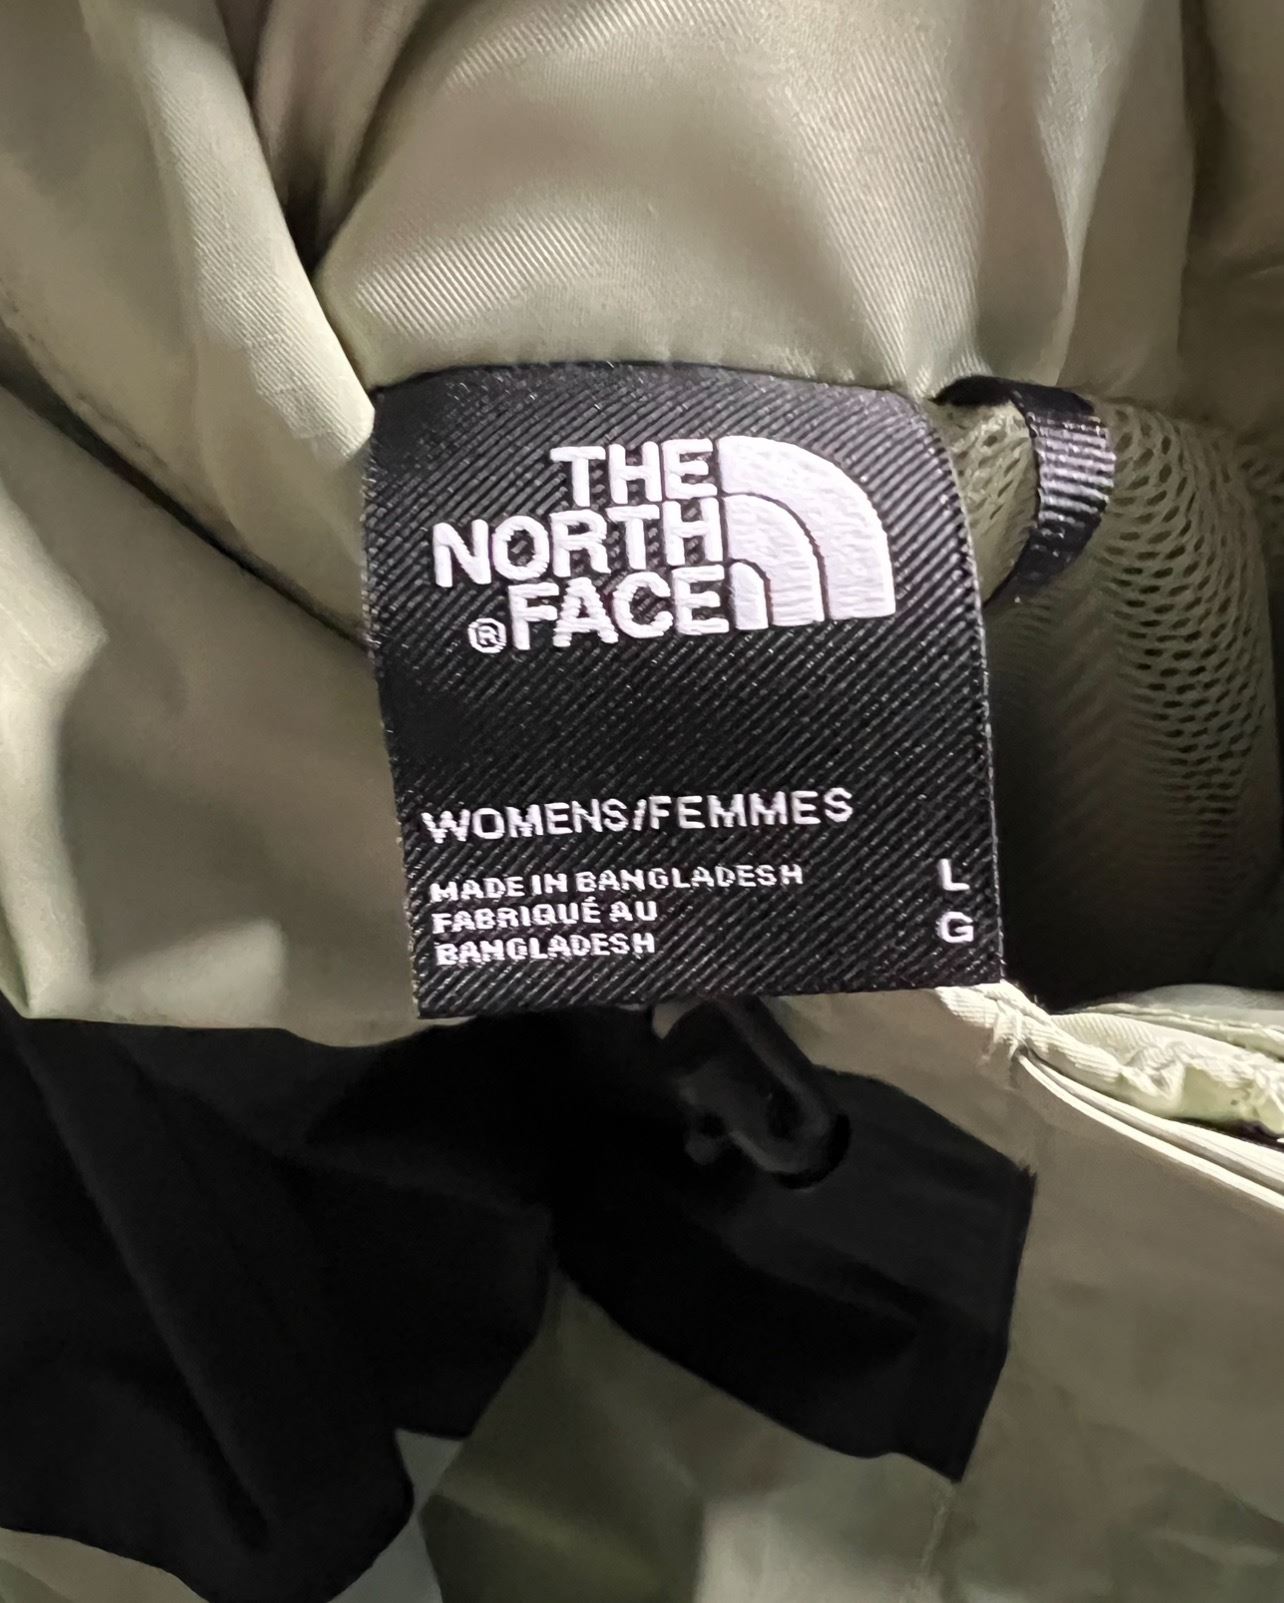 THE
NORTH
®FACE
WOMENS/FEMMES
MADE IN BANGLADESH L
FABRIQUÉ AU G
BANGLADESH